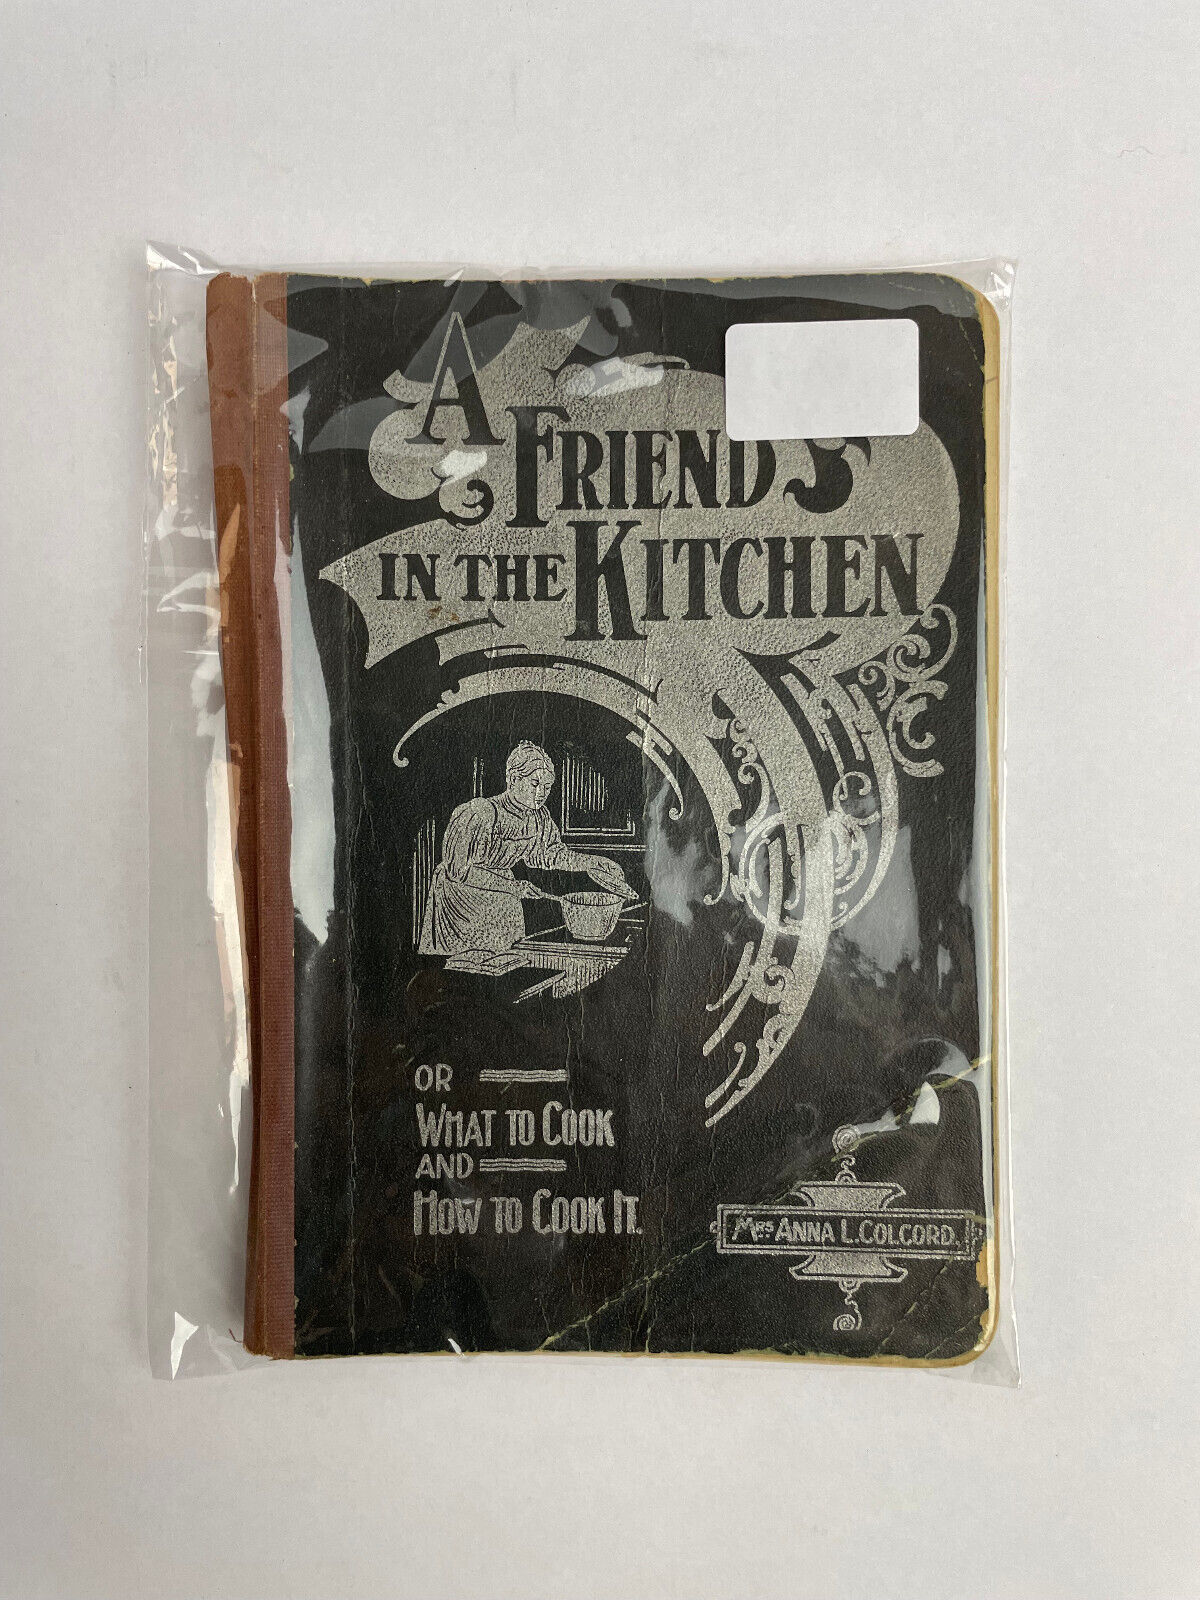 A
FRIEND
IN THE KITCHEN
OR
WHAT TO COOK
AND
HOW TO COOK IT.
MRS ANNA L. COLCORD.